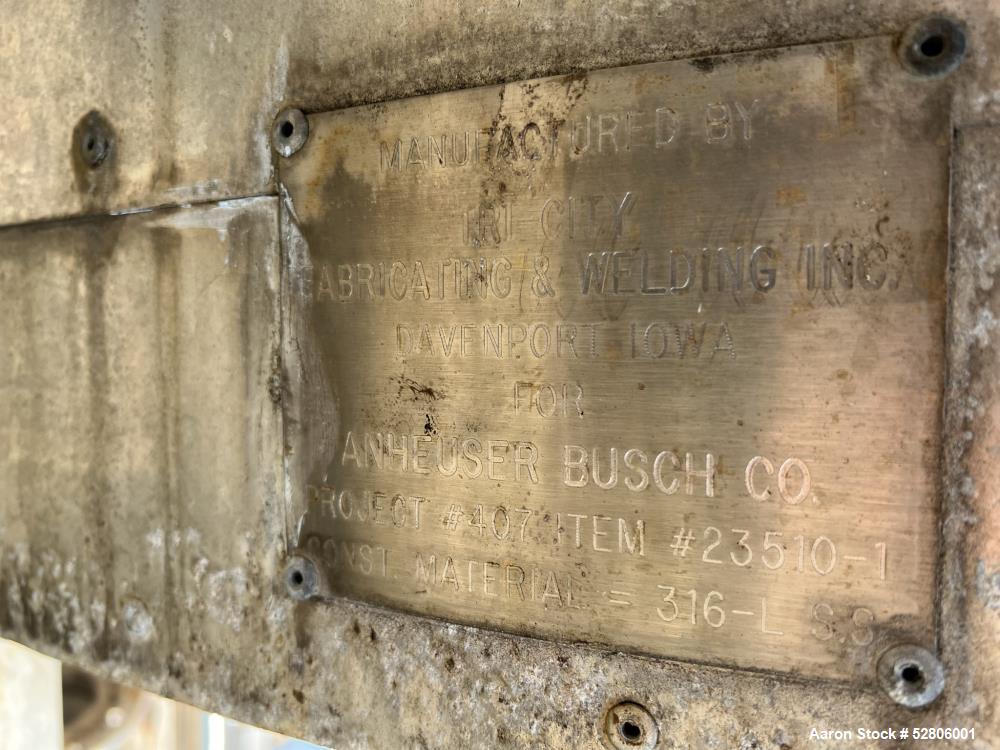 MANUFACTURED BY
TRI CITY
FABRICATING & WELDING INC.
DAVENPORT IOWA
FOR
ANHEUSER BUSCH CO.
PROJECT #407 ITEM #23510-1
CONST. MATERIAL = 316-L S.S
Aaron Stock # 52806001